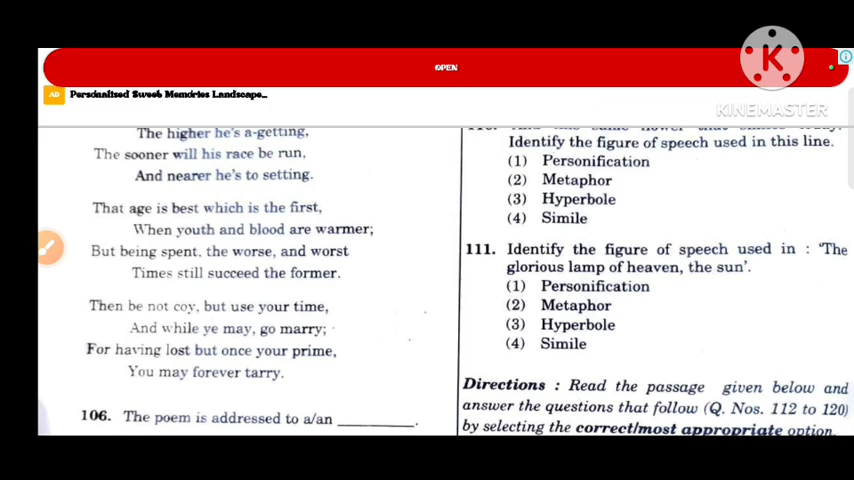 OPEN
AD Personalised Sweet Memories Landscape...
K
KINEMASTER
The higher he's a-getting,
The sooner will his race be run,
And nearer he's to setting.
That age is best which is the first,
When youth and blood are warmer;
But being spent, the worse, and worst
Times still succeed the former.
Then be not coy, but use your time,
And while ye may, go marry;
For having lost but once your prime,
You may forever tarry.
106. The poem is addressed to a/an ________.
Identify the figure of speech used in this line.
(1) Personification
(2) Metaphor
(3) Hyperbole
(4) Simile
111. Identify the figure of speech used in : 'The
glorious lamp of heaven, the sun'.
(1) Personification
(2) Metaphor
(3) Hyperbole
(4) Simile
Directions : Read the passage given below and
answer the questions that follow (Q. Nos. 112 to 120)
by selecting the correct/most appropriate option.